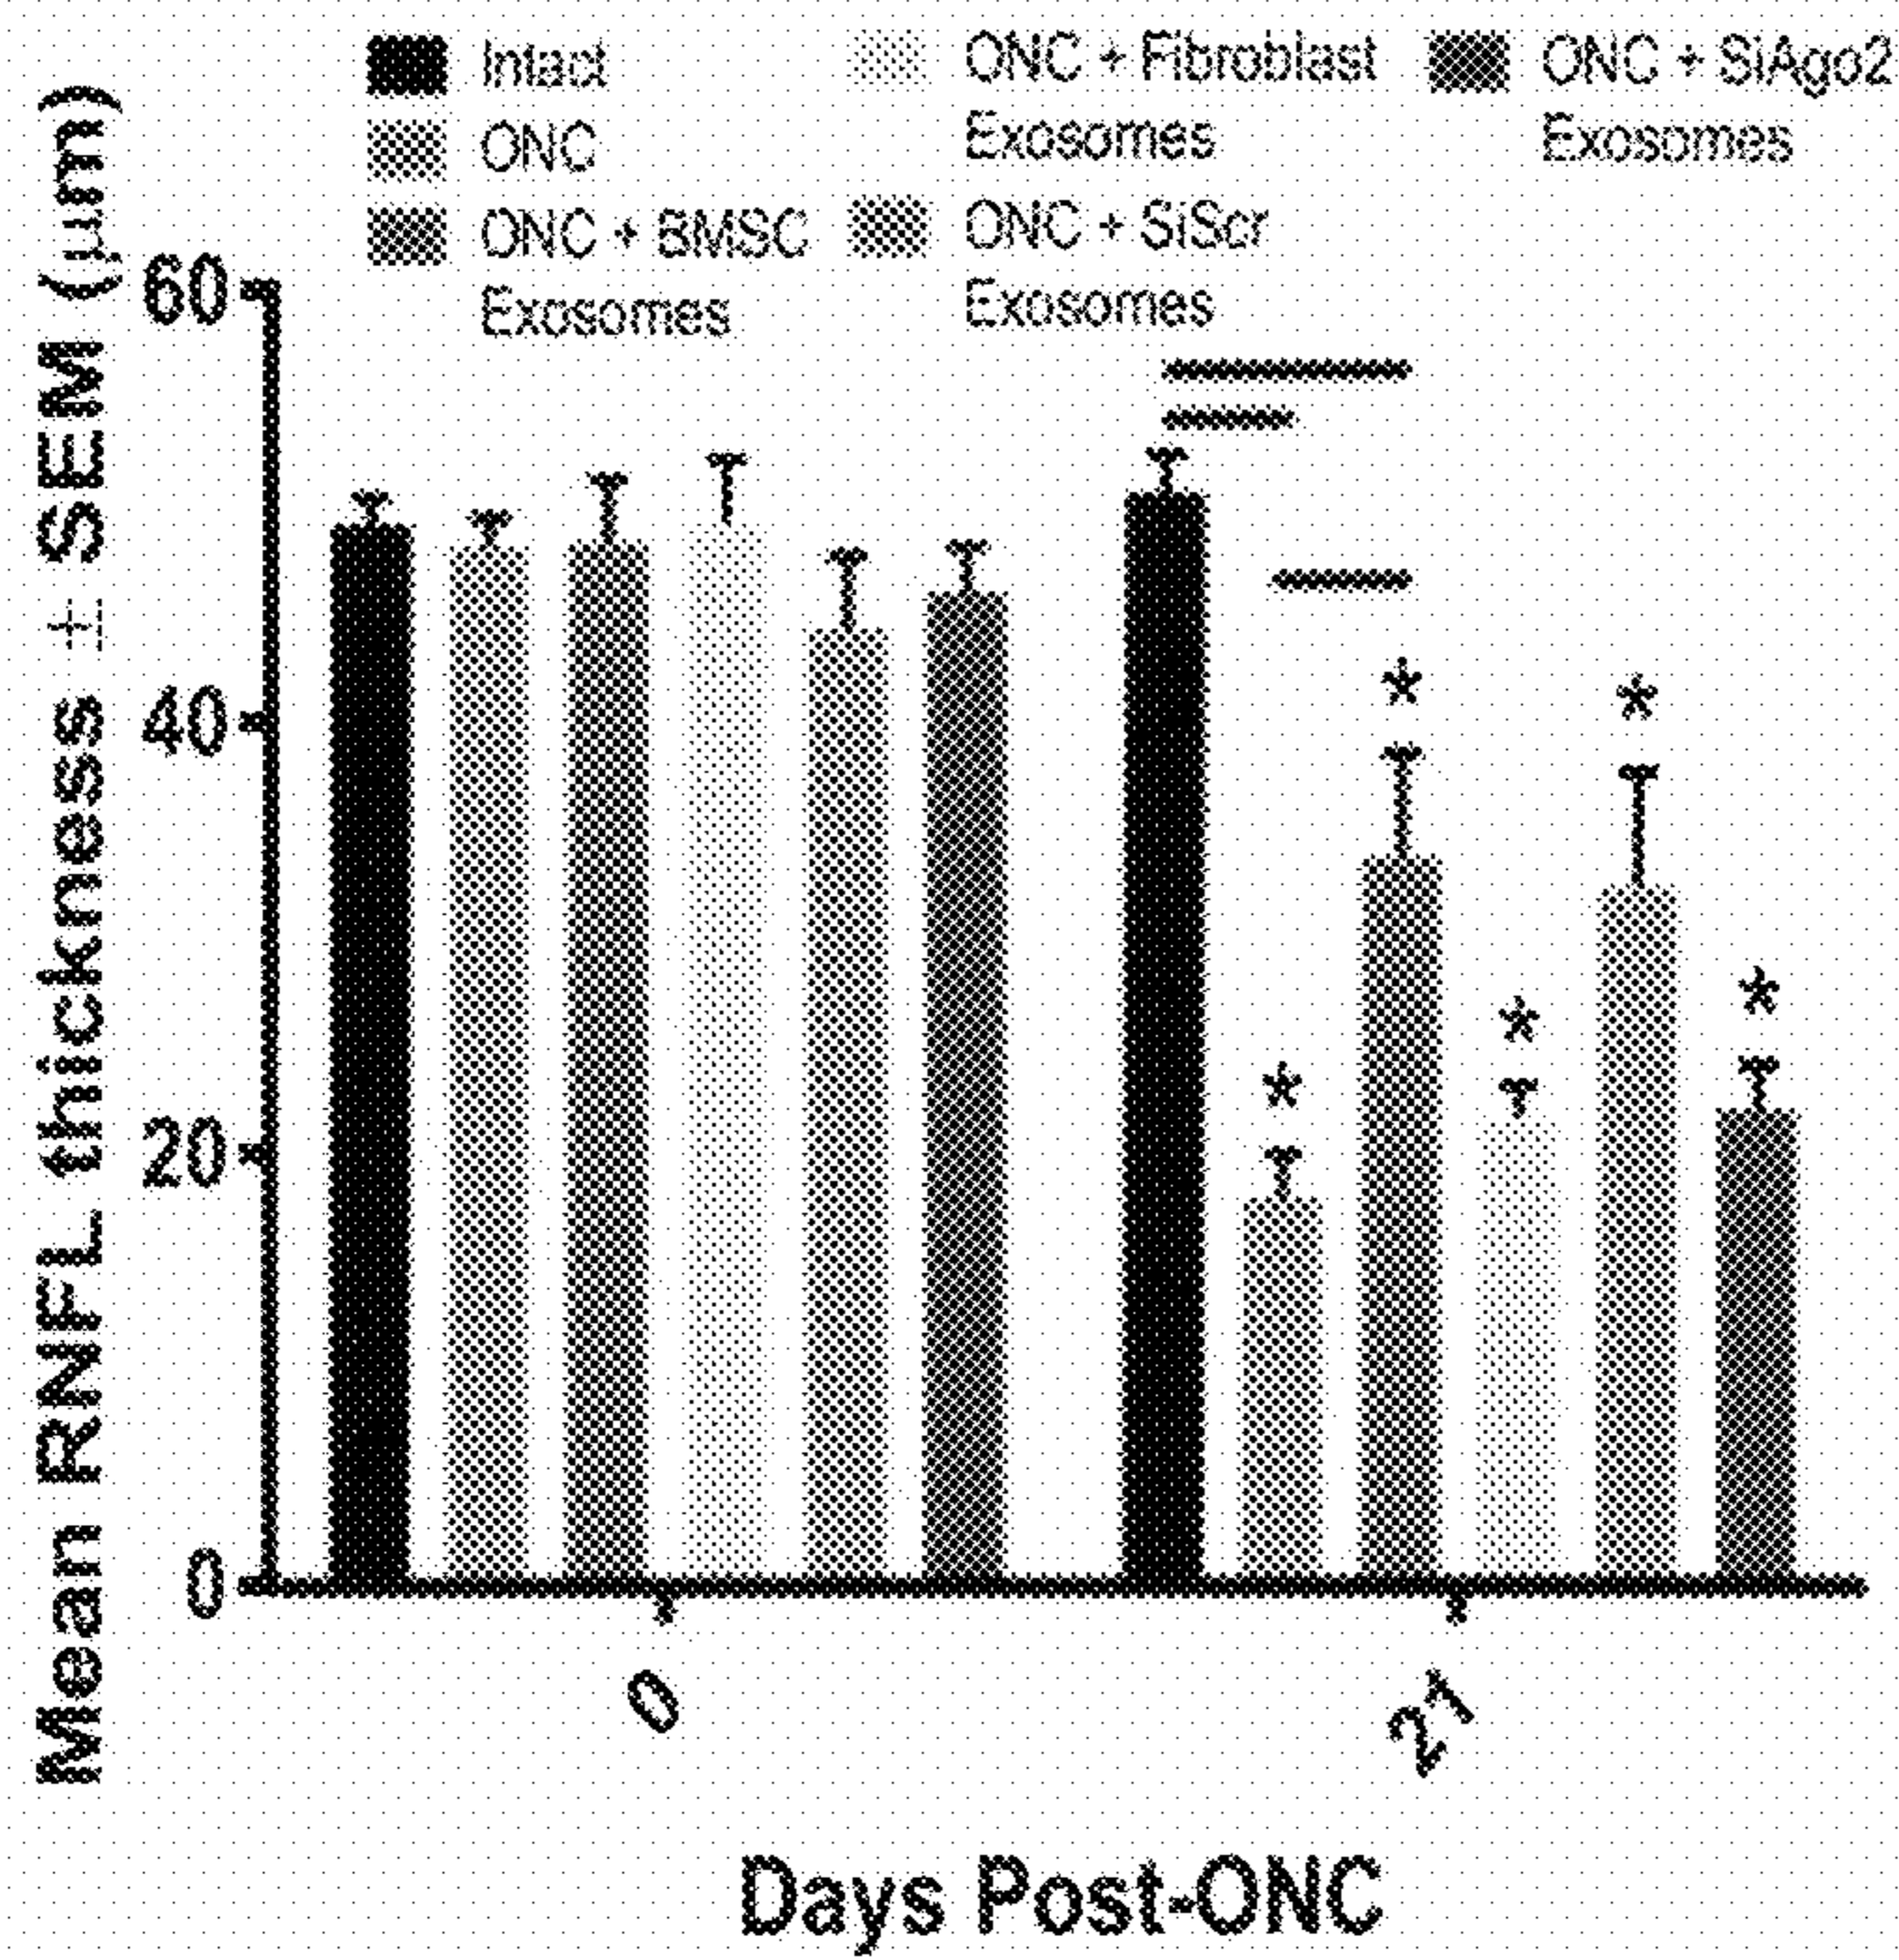 Intact
ONC
ONC + BMSC
Exosomes
ONC + Fibroblast
Exosomes
ONC + SiScr
Exosomes
ONC + SiAgo2
Exosomes
Mean RNFL thickness ± SEM (µm)
60
40
20
0
*
*
*
*
*
0
21
Days Post-ONC